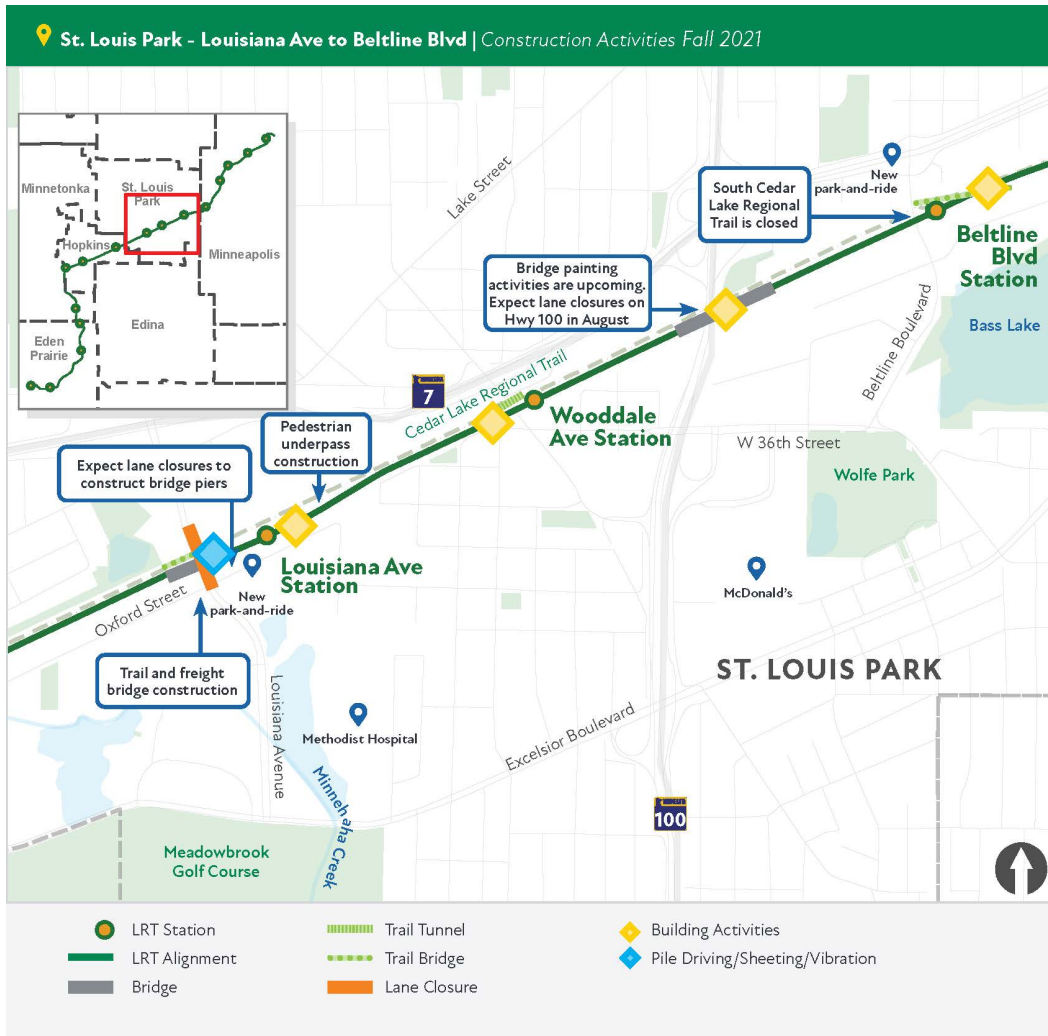 St. Louis Park - Louisiana Ave to Beltline Blvd | Construction Activities Fall 2021
Minnetonka
St. Louis
Park
Hopkins
Minneapolis
Edina
Eden
Prairie
Lake Street
New
park-and-ride
South Cedar
Lake Regional
Trail is closed
Beltline
Blvd
Station
Bridge painting
activities are upcoming.
Expect lane closures on
Hwy 100 in August
Bass Lake
Beltline Boulevard
7
Cedar Lake Regional Trail
Wooddale
Ave Station
Pedestrian
underpass
construction
W 36th Street
Expect lane closures to
construct bridge piers
Wolfe Park
Louisiana Ave
Station
New
park-and-ride
McDonald's
Oxford Street
Trail and freight
bridge construction
ST. LOUIS PARK
Louisiana Avenue
Methodist Hospital
Excelsior Boulevard
Minnehaha Creek
100
Meadowbrook
Golf Course
LRT Station
LRT Alignment
Bridge
Trail Tunnel
Trail Bridge
Lane Closure
Building Activities
Pile Driving/Sheeting/Vibration